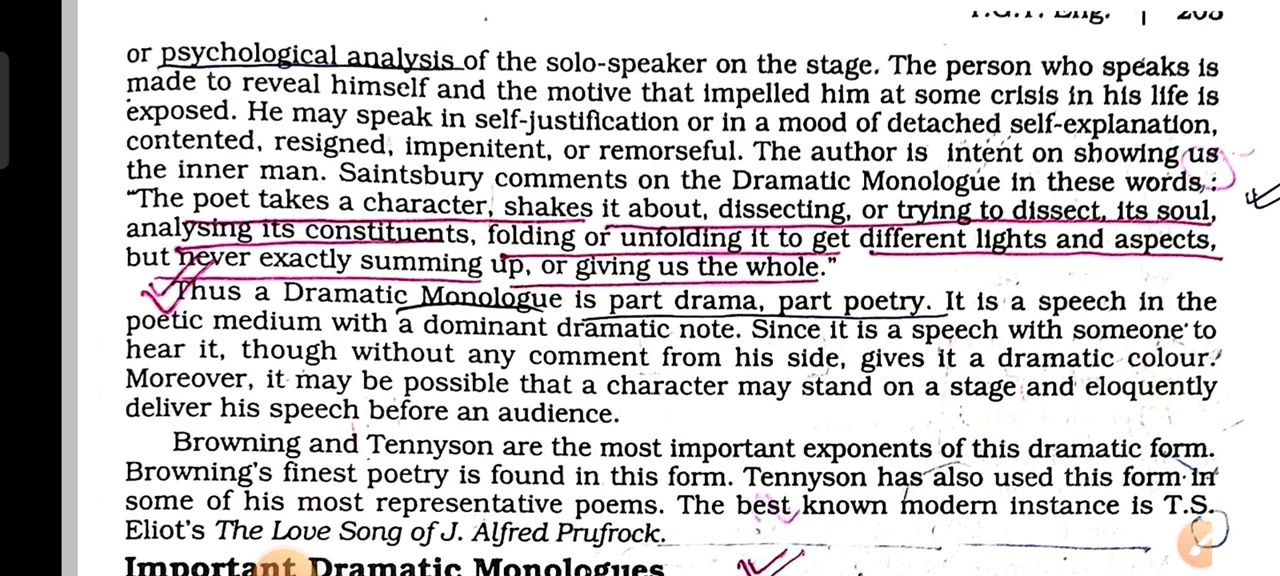 T.G.T. Eng. | 208
or psychological analysis of the solo-speaker on the stage. The person who speaks is
made to reveal himself and the motive that impelled him at some crisis in his life is
exposed. He may speak in self-justification or in a mood of detached self-explanation,
contented, resigned, impenitent, or remorseful. The author is intent on showing us
the inner man. Saintsbury comments on the Dramatic Monologue in these words :
“The poet takes a character, shakes it about, dissecting, or trying to dissect, its soul,
analysing its constituents, folding or unfolding it to get different lights and aspects,
but never exactly summing up, or giving us the whole.”
Thus a Dramatic Monologue is part drama, part poetry. It is a speech in the
poetic medium with a dominant dramatic note. Since it is a speech with someone to
hear it, though without any comment from his side, gives it a dramatic colour.
Moreover, it may be possible that a character may stand on a stage and eloquently
deliver his speech before an audience.
Browning and Tennyson are the most important exponents of this dramatic form.
Browning's finest poetry is found in this form. Tennyson has also used this form in
some of his most representative poems. The best known modern instance is T.S.
Eliot's The Love Song of J. Alfred Prufrock.
Important Dramatic Monologues